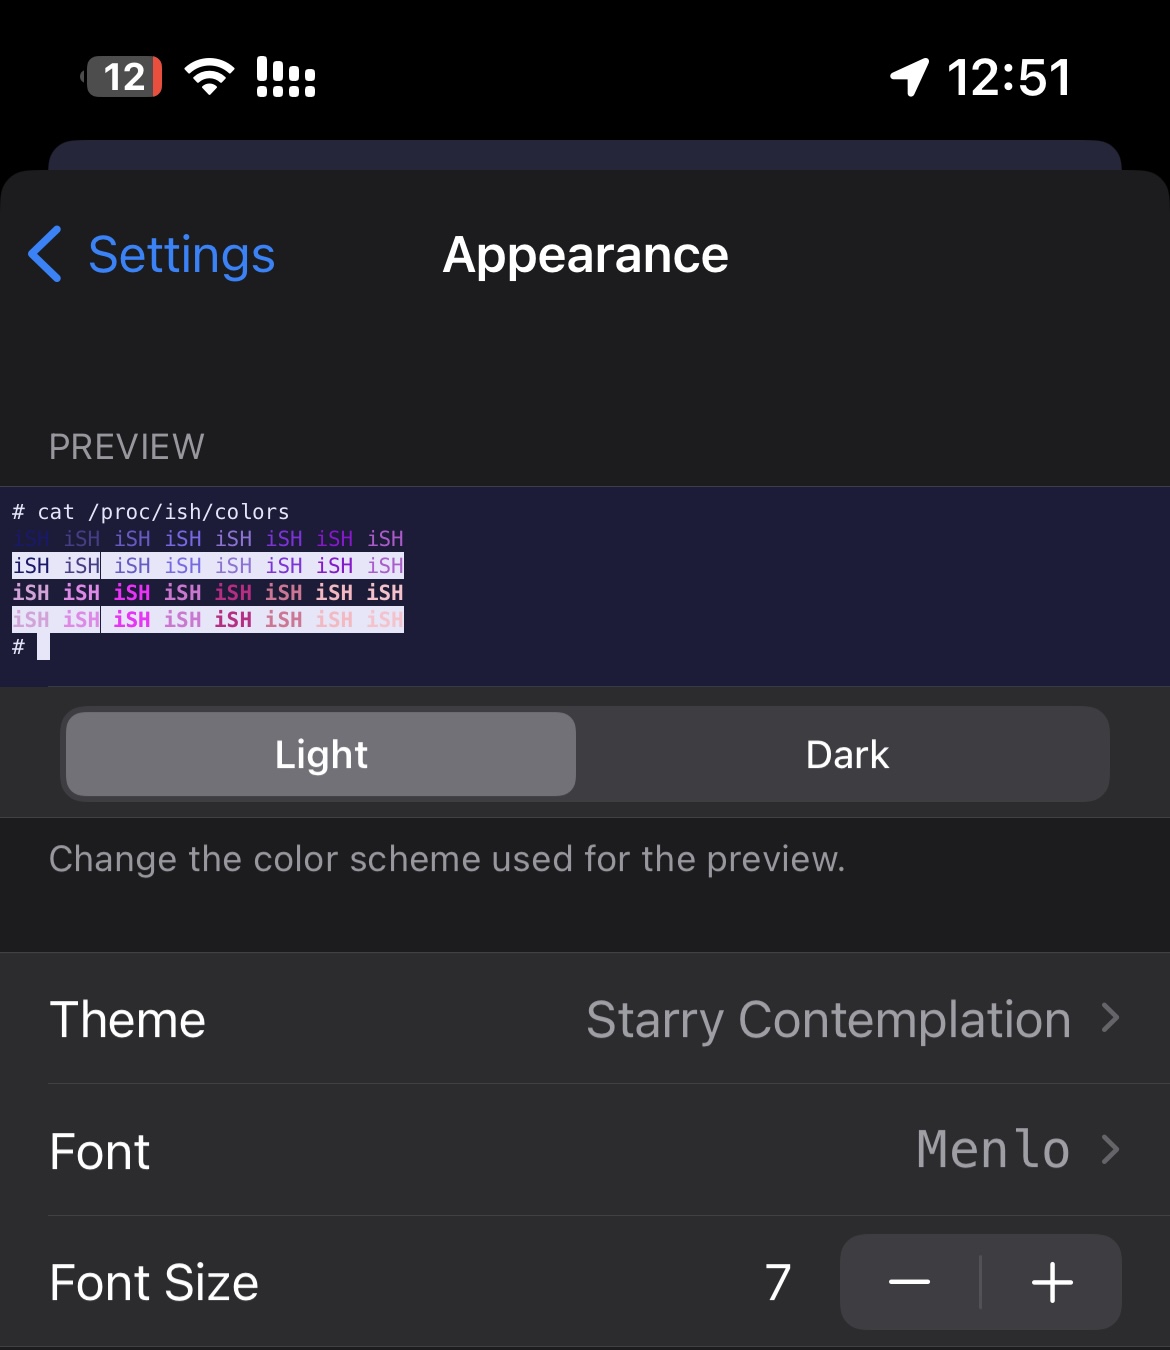 12 12:51
Settings Appearance
PREVIEW
# cat /proc/ish/colors
iSH iSH iSH iSH iSH iSH iSH iSH
iSH iSH iSH iSH iSH iSH iSH iSH
iSH iSH iSH iSH iSH iSH iSH iSH
iSH iSH iSH iSH iSH iSH iSH iSH
#
Light Dark
Change the color scheme used for the preview.
Theme Starry Contemplation
Font Menlo
Font Size 7